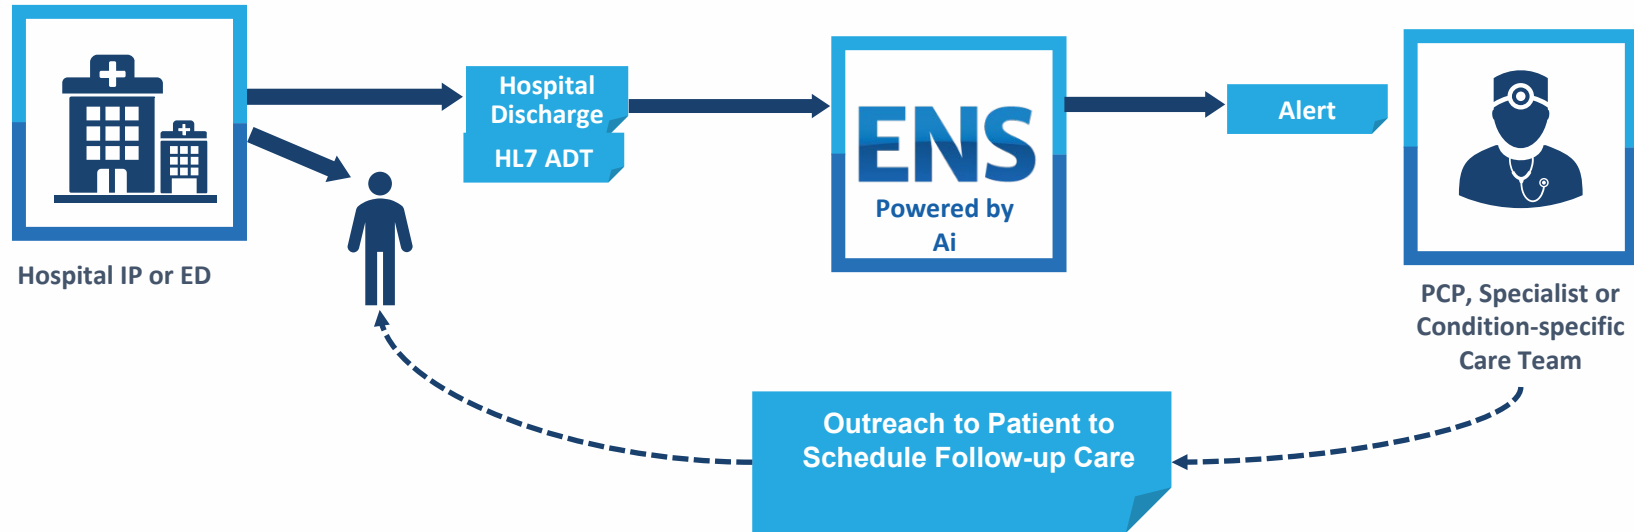 Hospital
Discharge
HL7 ADT
ENS
Powered by
Ai
Alert
Hospital IP or ED
PCP, Specialist or
Condition-specific
Care Team
Outreach to Patient to
Schedule Follow-up Care